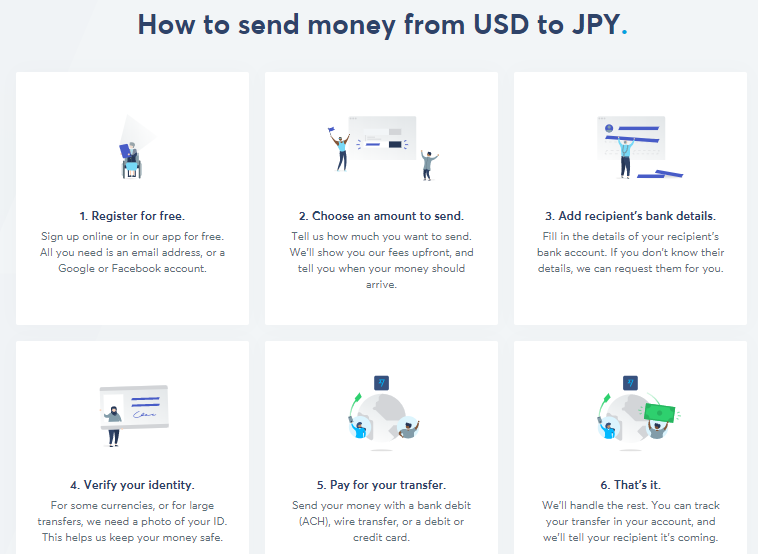 How to send money from USD to JPY.
1. Register for free.
Sign up online or in our app for free.
All you need is an email address, or a
Google or Facebook account.
2. Choose an amount to send.
Tell us how much you want to send.
We'll show you our fees upfront, and
tell you when your money should
arrive.
3. Add recipient's bank details.
Fill in the details of your recipient's
bank account. If you don't know their
details, we can request them for you.
4. Verify your identity.
For some currencies, or for large
transfers, we need a photo of your ID.
This helps us keep your money safe.
5. Pay for your transfer.
Send your money with a bank debit
(ACH), wire transfer, or a debit or
credit card.
6. That's it.
We'll handle the rest. You can track
your transfer in your account, and
we'll tell your recipient it's coming.